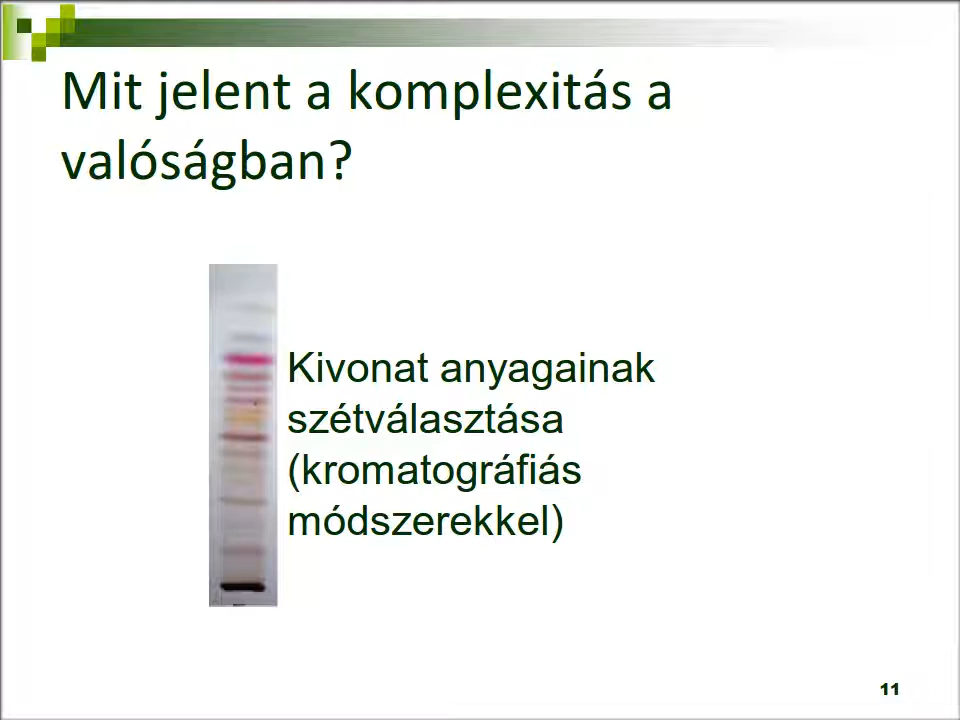 Mit jelent a komplexitás a
valóságban?
Kivonat anyagainak
szétválasztása
(kromatográfiás
módszerekkel)
11